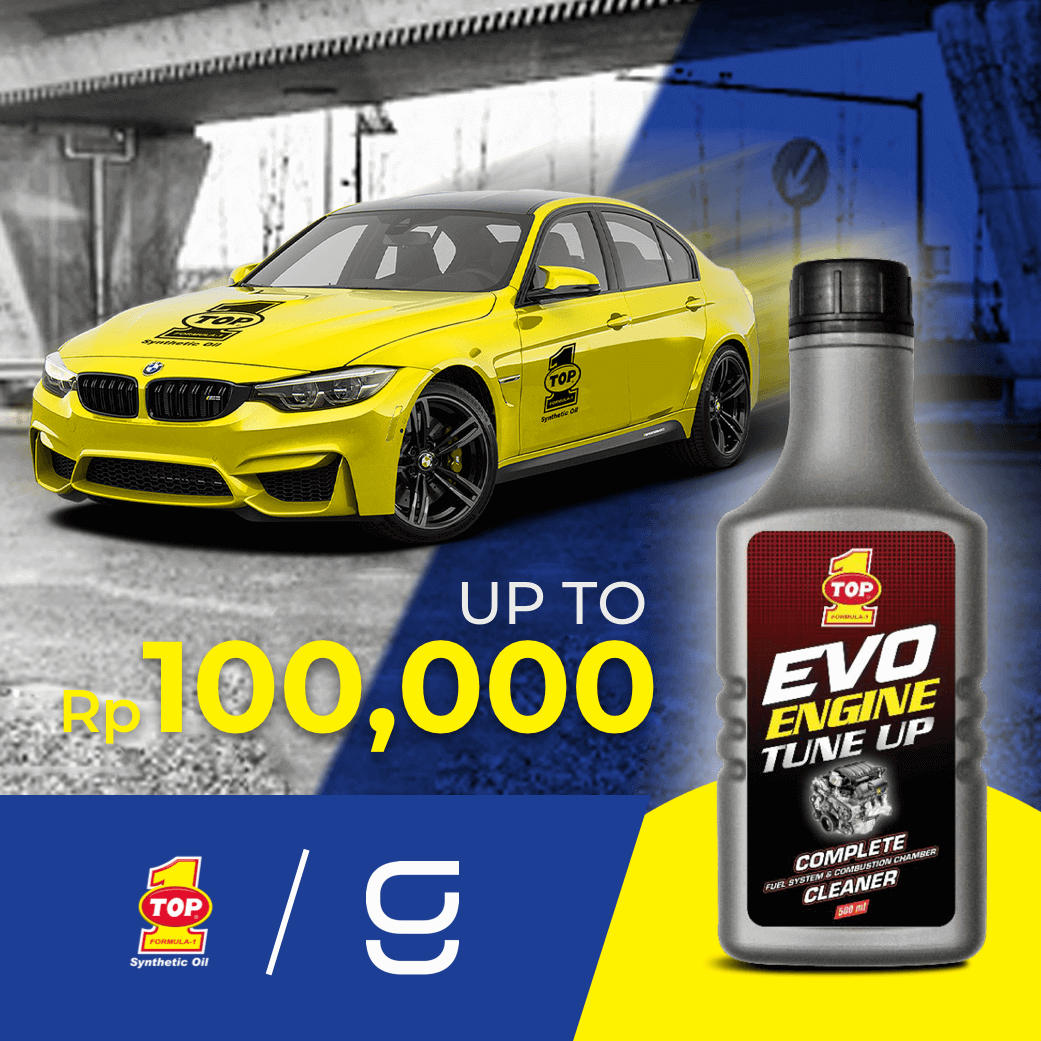 1
TOP
FORMULA-1
Synthetic Oil
1
TOP
FORMULA-1
Synthetic Oil
UP TO
Rp100,000
1
TOP
FORMULA-1
EVO
ENGINE
TUNE UP
COMPLETE
FUEL SYSTEM & COMBUSTION CHAMBER
CLEANER
500 ml
1
TOP
FORMULA-1
Synthetic Oil